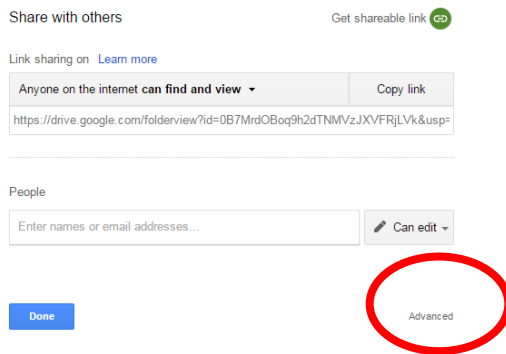 Share with others
Get shareable link
Link sharing on Learn more
Anyone on the internet can find and view
Copy link
https://drive.google.com/folderview?id=0B7MrdOBoq9h2dTNMVzJXVFRjLVk&usp=
People
Enter names or email addresses...
Can edit
Done
Advanced